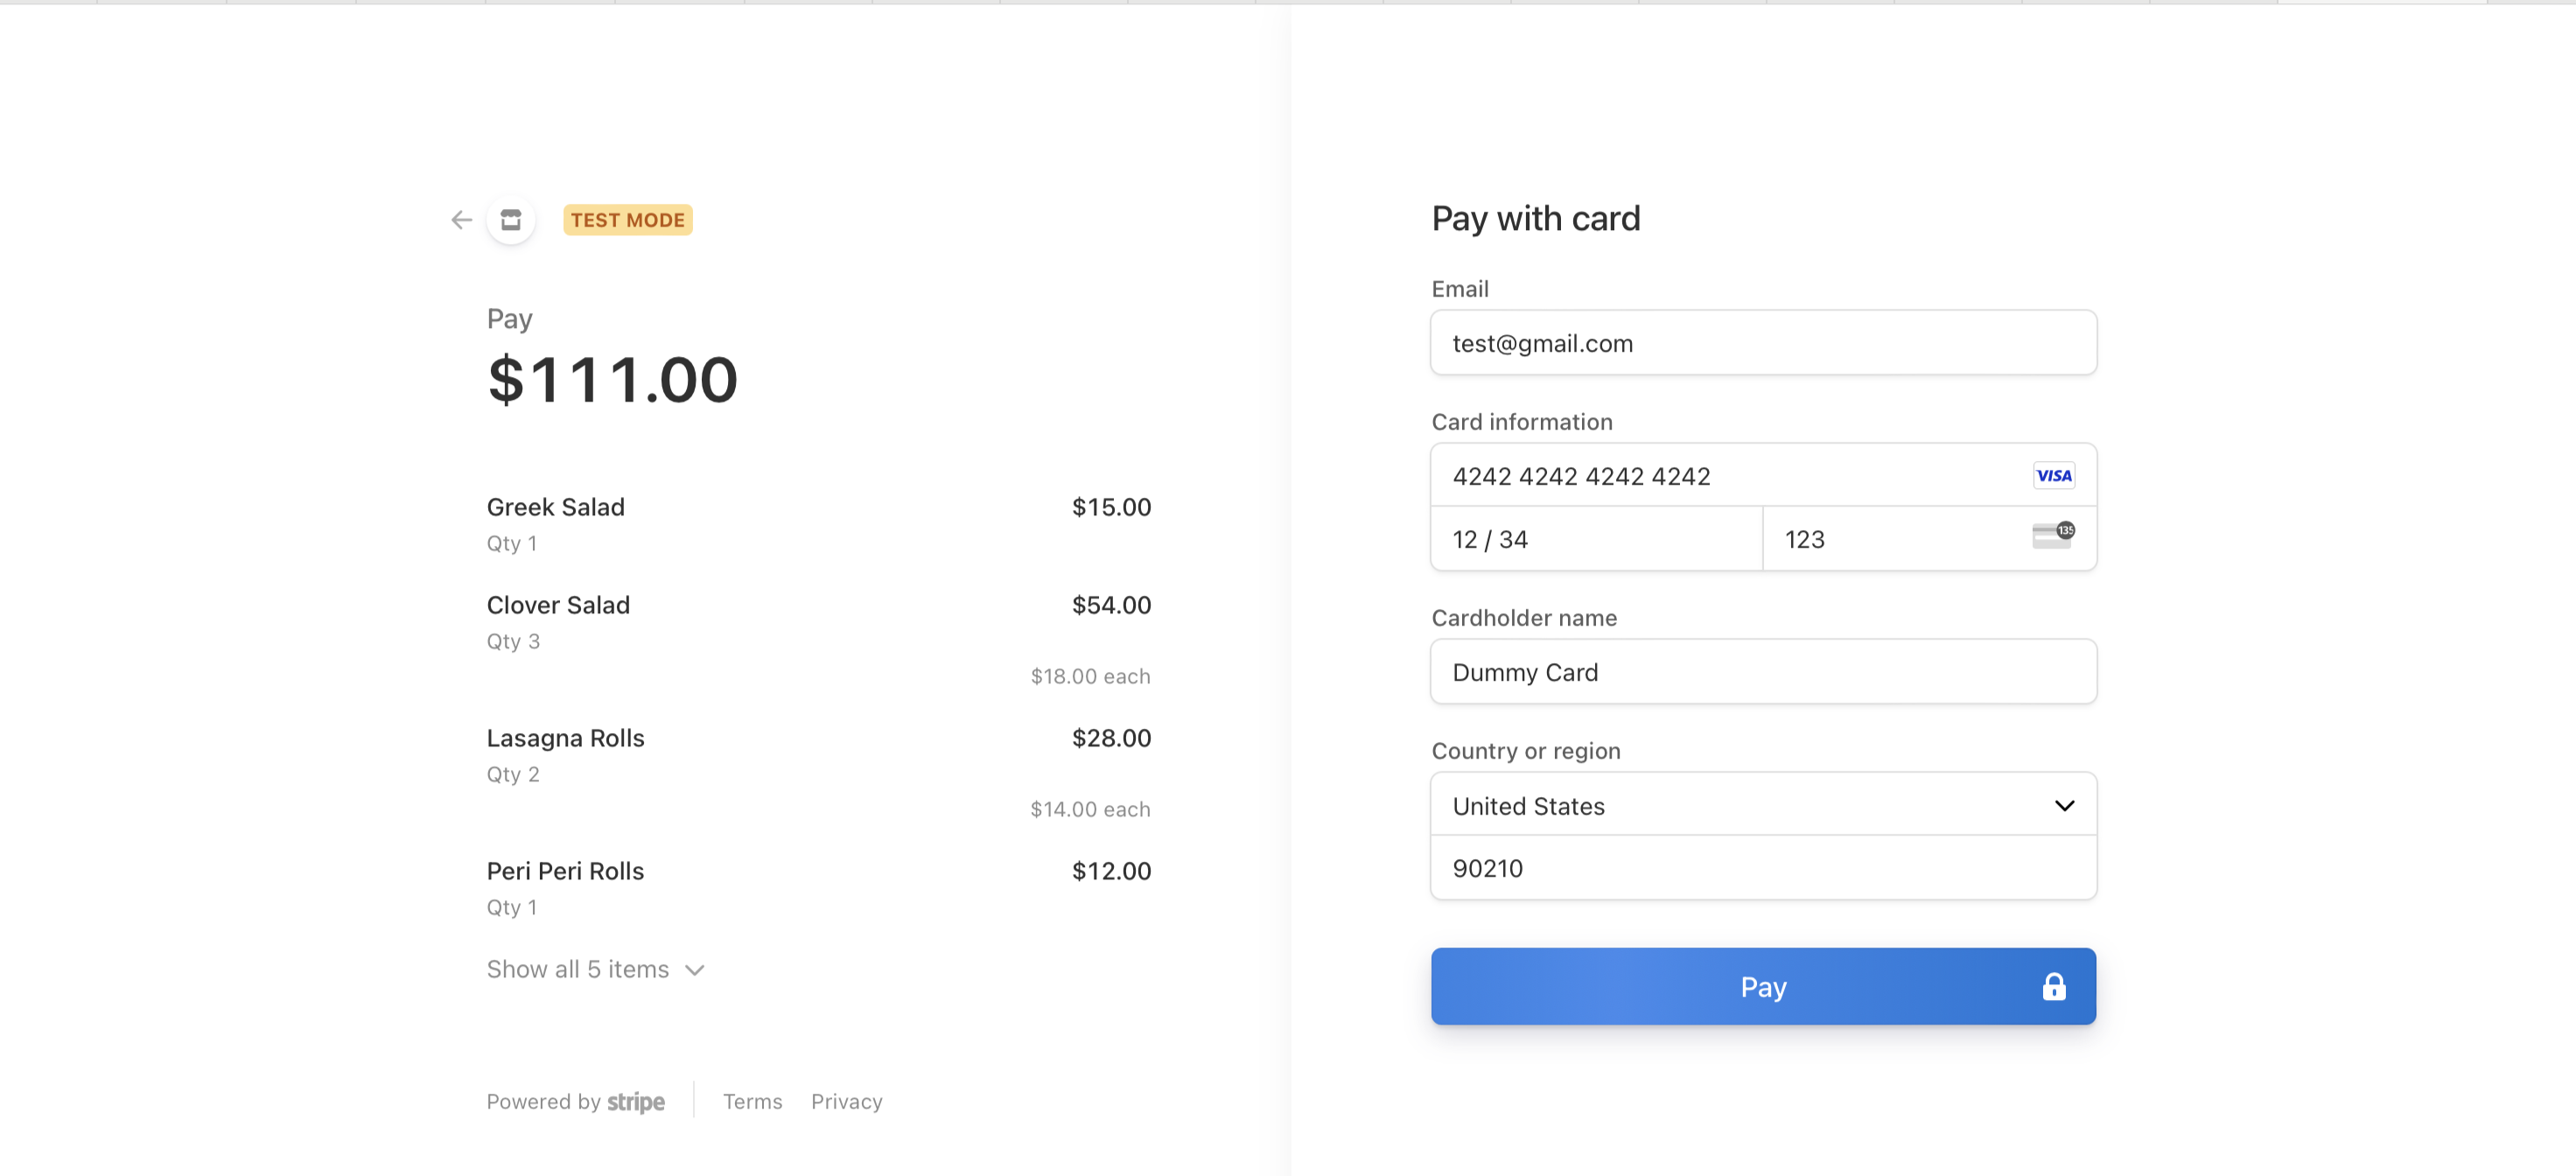 TEST MODE
Pay
$111.00
Greek Salad $15.00
Qty 1
Clover Salad $54.00
Qty 3
$18.00 each
Lasagna Rolls $28.00
Qty 2
$14.00 each
Peri Peri Rolls $12.00
Qty 1
Show all 5 items
Powered by stripe Terms Privacy
Pay with card
Email
test@gmail.com
Card information
4242 4242 4242 4242 VISA
12 / 34 123 135
Cardholder name
Dummy Card
Country or region
United States
90210
Pay